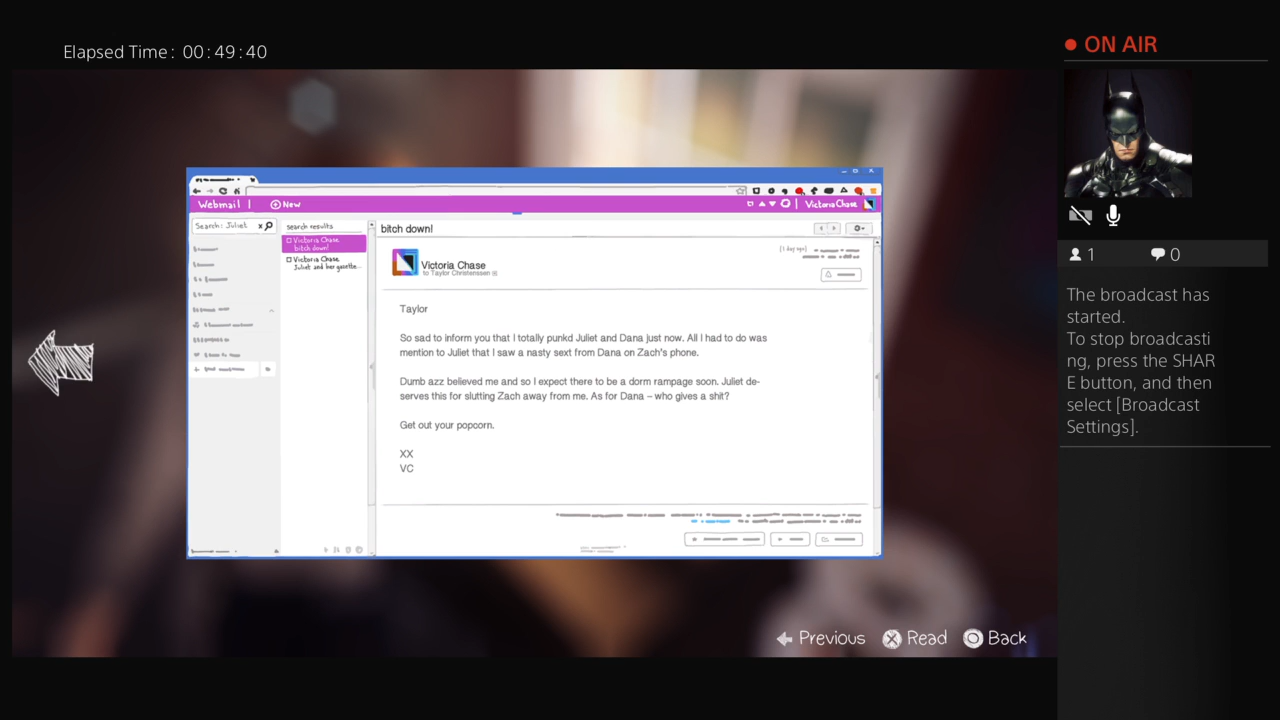 Elapsed Time: 00:49:40
ON AIR
Webmail
New
Victoria Chase
Search: Juliet x
search results
Victoria Chase
bitch down!
Victoria Chase
Juliet and her gazette...
bitch down!
[1 day ago]
Victoria Chase
to Taylor Christenssen
Taylor
So sad to inform you that I totally punkd Juliet and Dana just now. All I had to do was
mention to Juliet that I saw a nasty sext from Dana on Zach's phone.
Dumb azz believed me and so I expect there to be a dorm rampage soon. Juliet de-
serves this for slutting Zach away from me. As for Dana – who gives a shit?
Get out your popcorn.
XX
VC
Previous
Read
Back
1
0
The broadcast has
started.
To stop broadcasti
ng, press the SHAR
E button, and then
select [Broadcast
Settings].